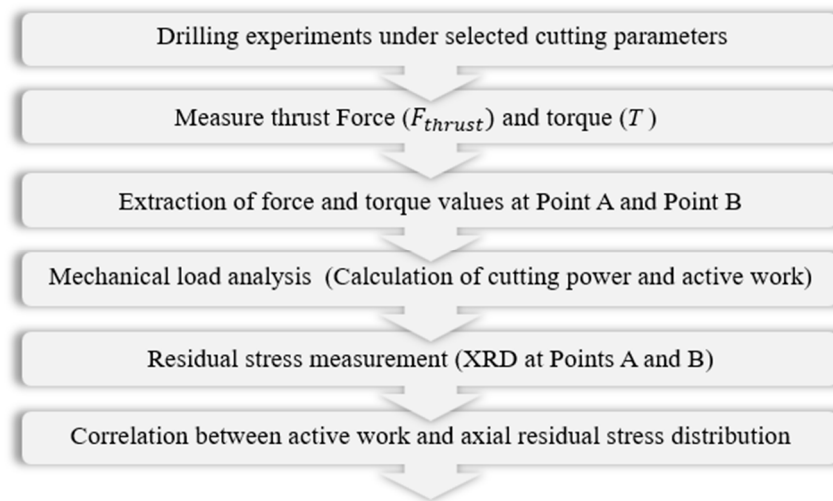 Drilling experiments under selected cutting parameters
Measure thrust Force (F_thrust) and torque (T )
Extraction of force and torque values at Point A and Point B
Mechanical load analysis  (Calculation of cutting power and active work)
Residual stress measurement (XRD at Points A and B)
Correlation between active work and axial residual stress distribution